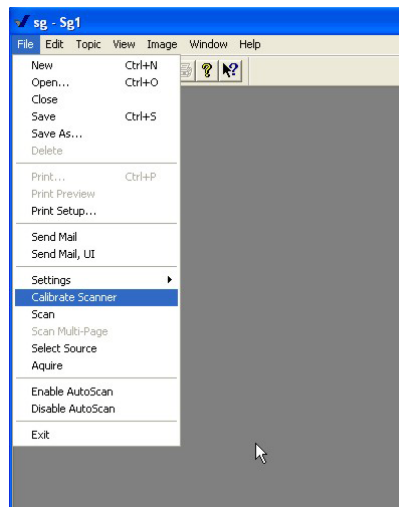 sg - Sg1
File Edit Topic View Image Window Help
New Ctrl+N
Open... Ctrl+O
Close
Save Ctrl+S
Save As...
Delete
Print... Ctrl+P
Print Preview
Print Setup...
Send Mail
Send Mail, UI
Settings
Calibrate Scanner
Scan
Scan Multi-Page
Select Source
Aquire
Enable AutoScan
Disable AutoScan
Exit